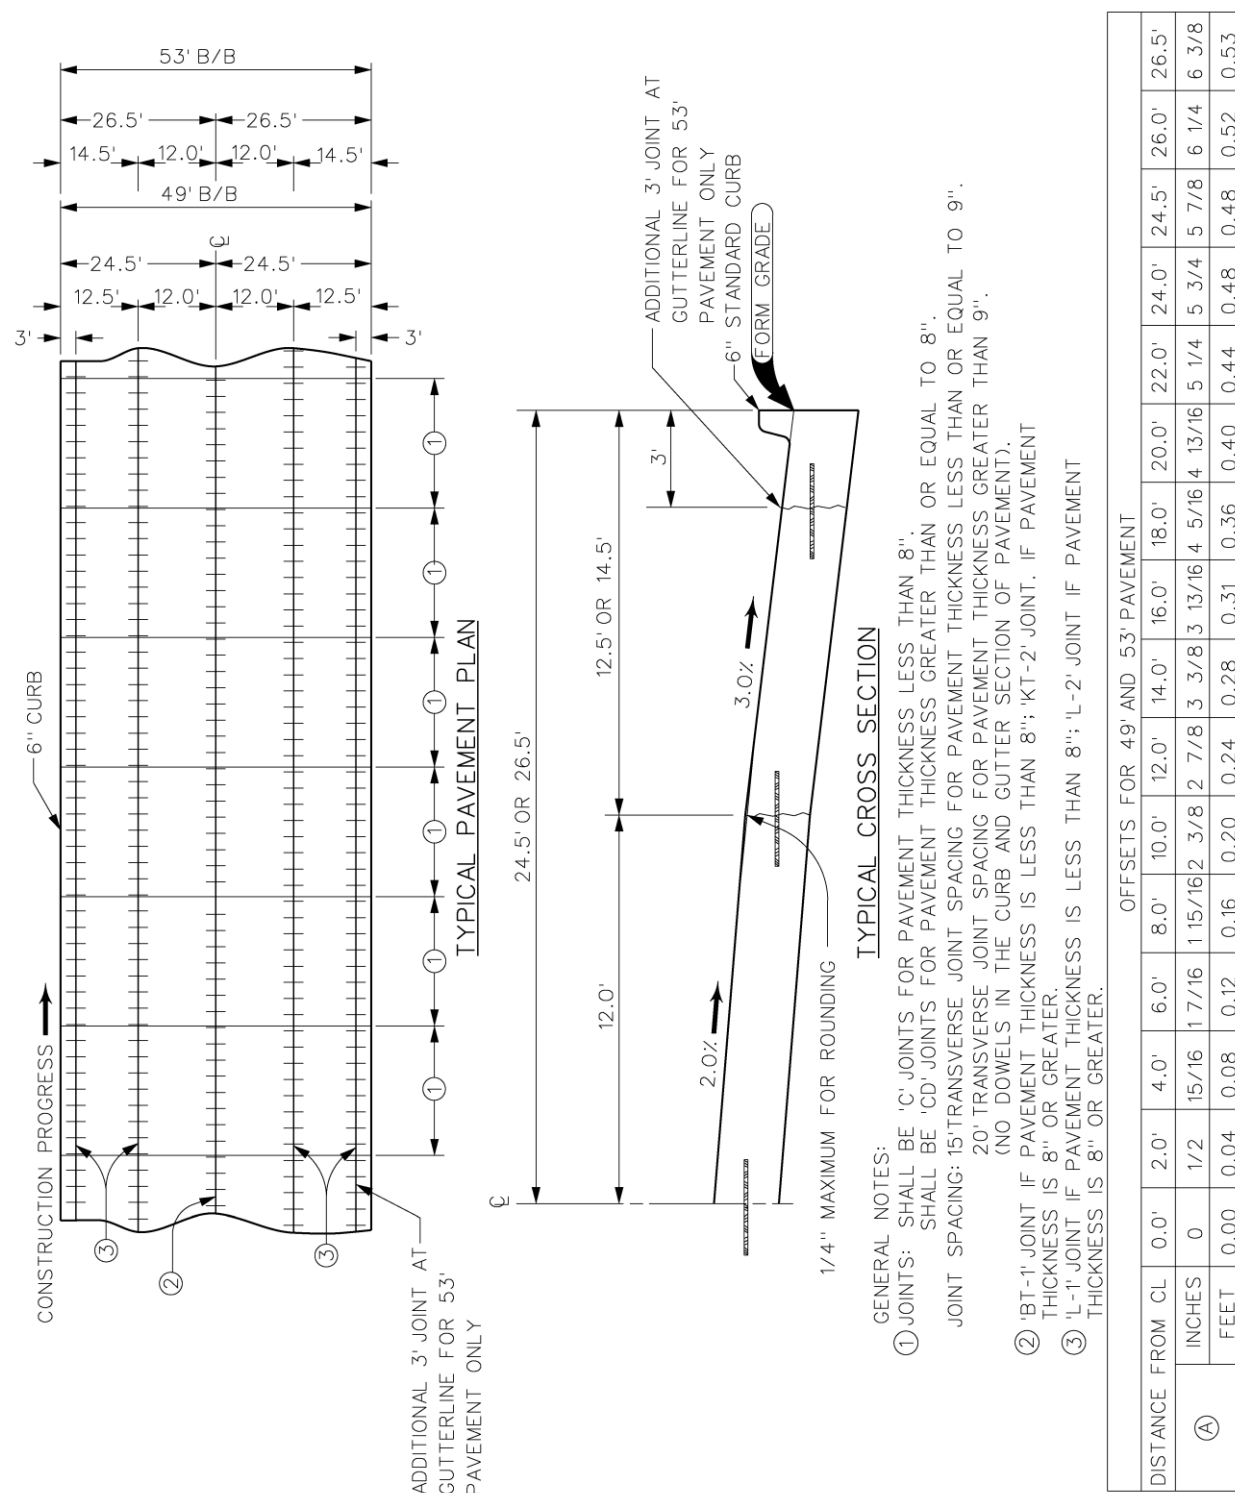 53' B/B
26.5' 26.5'
14.5' 12.0' 12.0' 14.5'
49' B/B
℄
24.5' 24.5'
12.5' 12.0' 12.0' 12.5'
3' 3'
6" CURB
CONSTRUCTION PROGRESS
① ① ① ① ① ①
③ ② ③
ADDITIONAL 3' JOINT AT
GUTTERLINE FOR 53'
PAVEMENT ONLY
TYPICAL PAVEMENT PLAN
24.5' OR 26.5'
12.0' 12.5' OR 14.5'
3'
ADDITIONAL 3' JOINT AT
GUTTERLINE FOR 53'
PAVEMENT ONLY
6" STANDARD CURB
FORM GRADE
2.0% 3.0%
℄
1/4" MAXIMUM FOR ROUNDING
TYPICAL CROSS SECTION
GENERAL NOTES:
① JOINTS: SHALL BE 'C' JOINTS FOR PAVEMENT THICKNESS LESS THAN 8".
SHALL BE 'CD' JOINTS FOR PAVEMENT THICKNESS GREATER THAN OR EQUAL TO 8".
JOINT SPACING: 15' TRANSVERSE JOINT SPACING FOR PAVEMENT THICKNESS LESS THAN OR EQUAL TO 9".
20' TRANSVERSE JOINT SPACING FOR PAVEMENT THICKNESS GREATER THAN 9".
(NO DOWELS IN THE CURB AND GUTTER SECTION OF PAVEMENT).
② 'BT-1' JOINT IF PAVEMENT THICKNESS IS LESS THAN 8"; 'KT-2' JOINT. IF PAVEMENT
THICKNESS IS 8" OR GREATER.
③ 'L-1' JOINT IF PAVEMENT THICKNESS IS LESS THAN 8"; 'L-2' JOINT IF PAVEMENT
THICKNESS IS 8" OR GREATER.
OFFSETS FOR 49' AND 53' PAVEMENT
DISTANCE FROM CL 0.0' 2.0' 4.0' 6.0' 8.0' 10.0' 12.0' 14.0' 16.0' 18.0' 20.0' 22.0' 24.0' 24.5' 26.0' 26.5'
Ⓐ INCHES 0 1/2 15/16 1 7/16 1 15/16 2 3/8 2 7/8 3 3/8 3 13/16 4 5/16 4 13/16 5 1/4 5 3/4 5 7/8 6 1/4 6 3/8
FEET 0.00 0.04 0.08 0.12 0.16 0.20 0.24 0.28 0.31 0.36 0.40 0.44 0.48 0.48 0.52 0.53